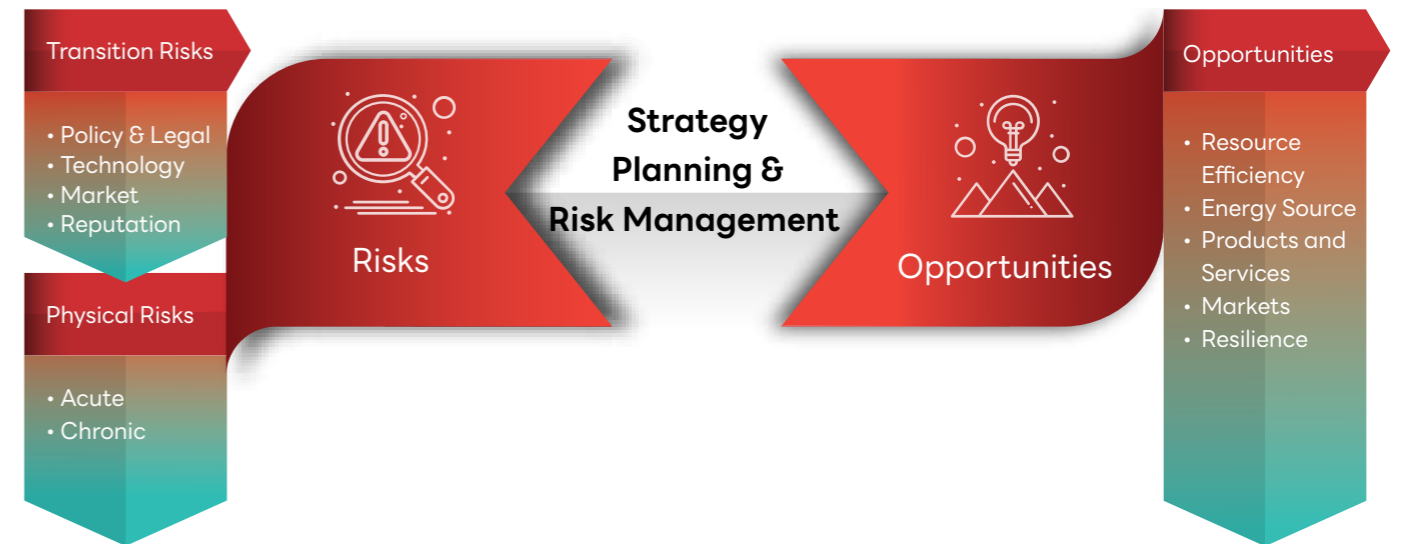 Transition Risks
• Policy & Legal
• Technology
• Market
• Reputation
Physical Risks
• Acute
• Chronic
Risks
Strategy
Planning &
Risk Management
Opportunities
Opportunities
• Resource
Efficiency
• Energy Source
• Products and
Services
• Markets
• Resilience